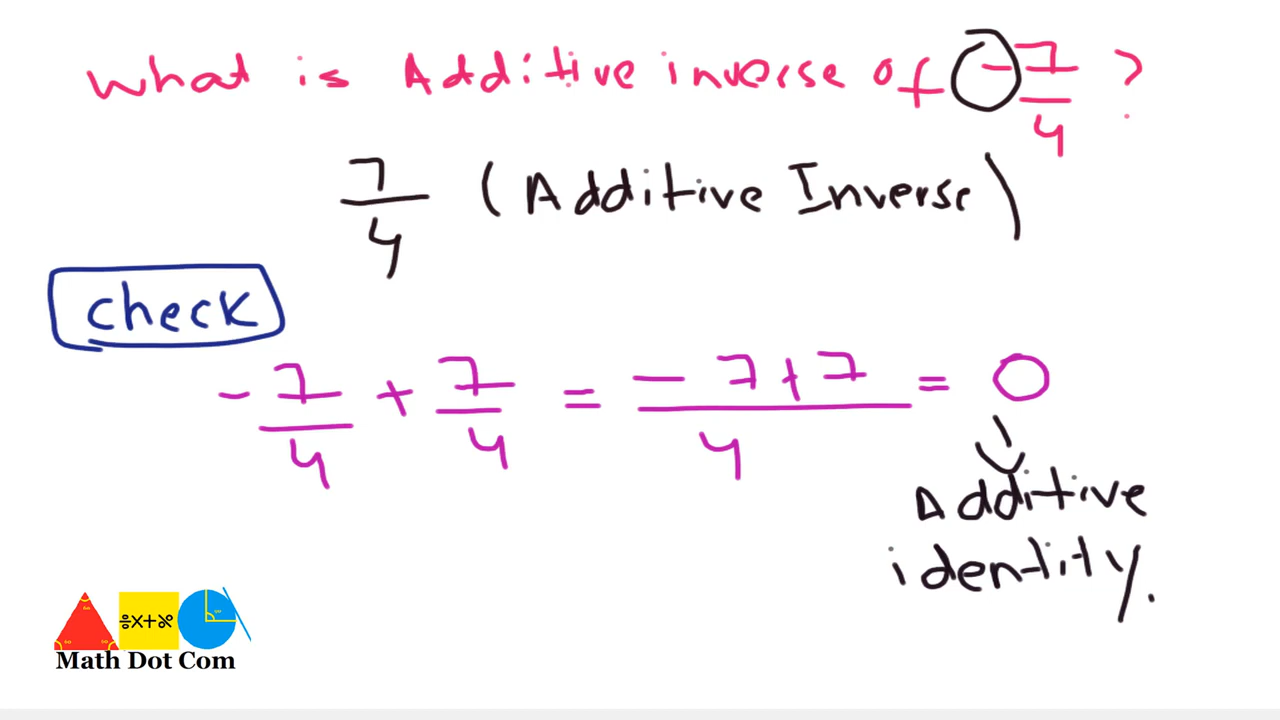 What is Additive inverse of -7/4 ?
7/4 (Additive Inverse)
check
-7/4 + 7/4 = -7+7/4 = 0
Additive
identity.
÷x+%
Math Dot Com